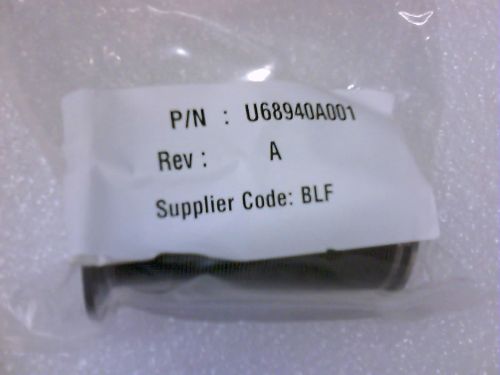 P/N : U68940A001
Rev : A
Supplier Code: BLF